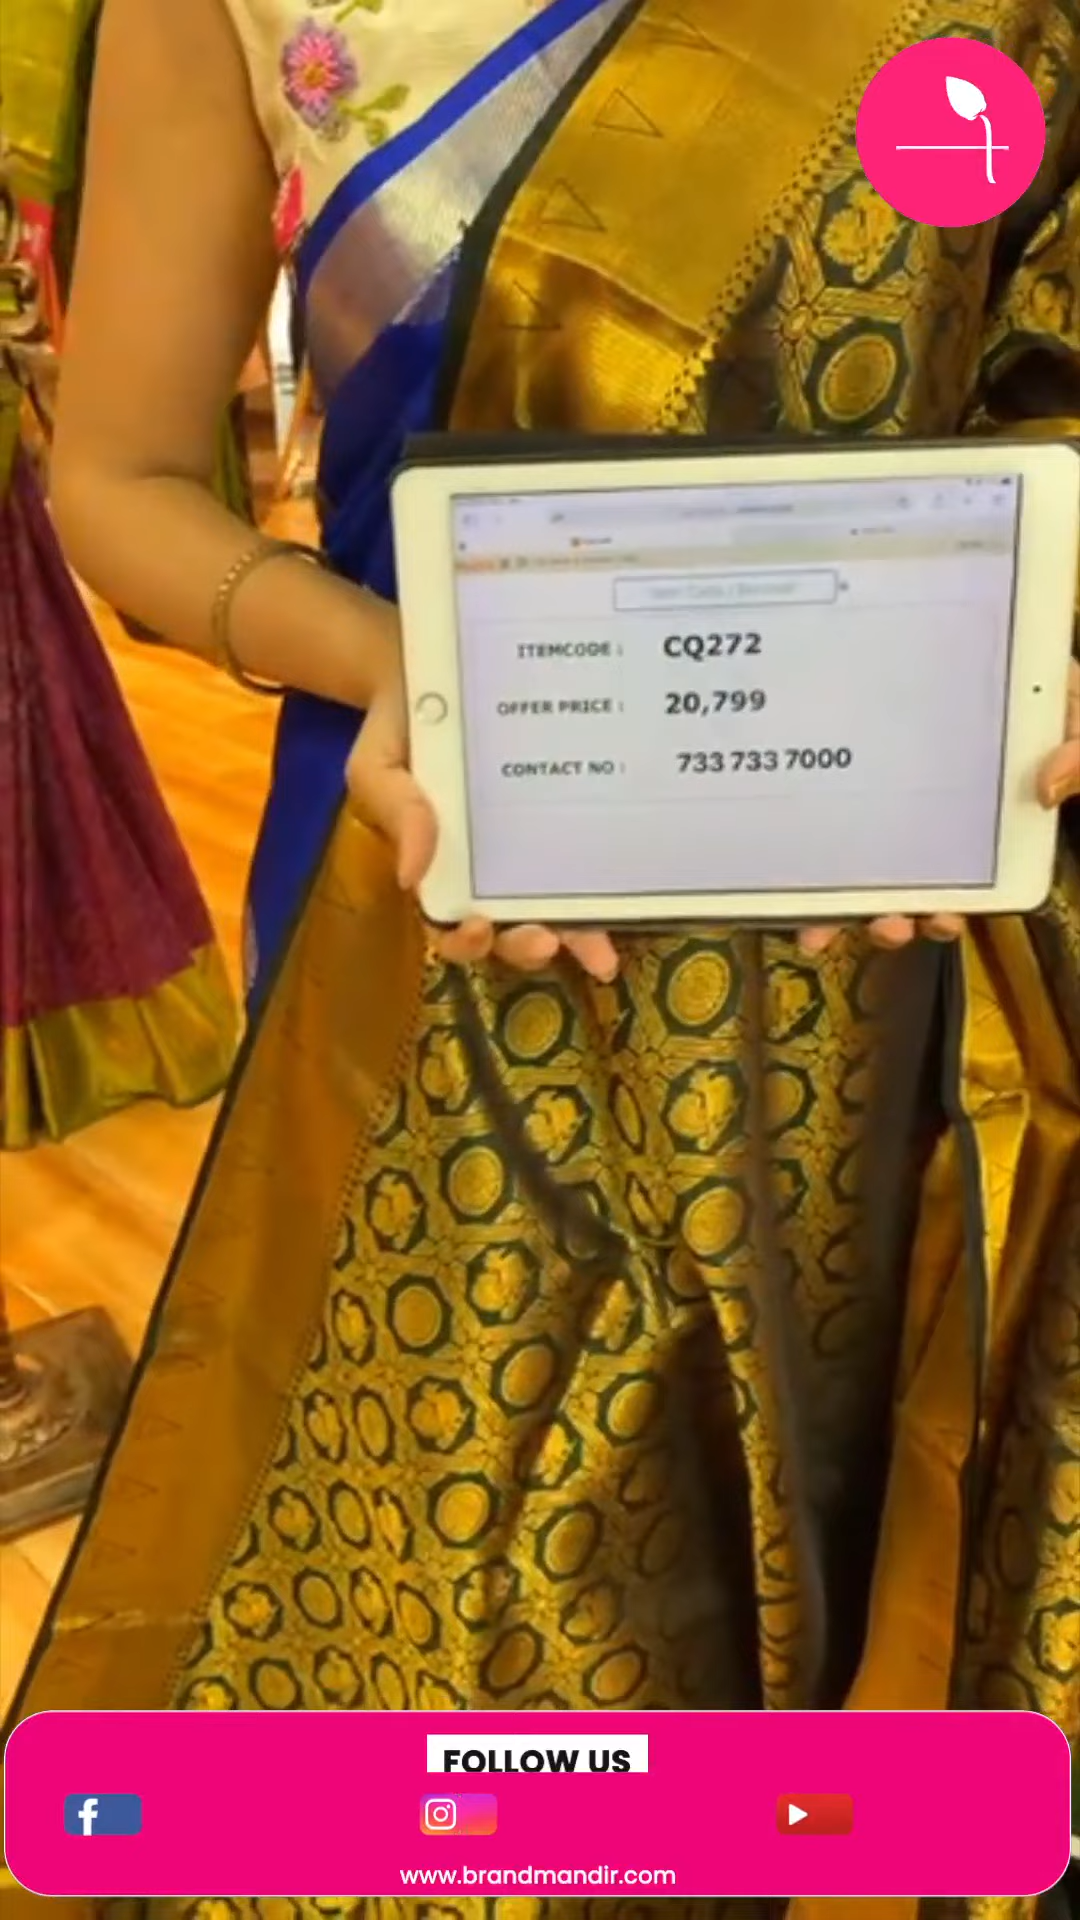 ITEMCODE : CQ272
OFFER PRICE : 20,799
CONTACT NO : 733 733 7000
FOLLOW US
www.brandmandir.com